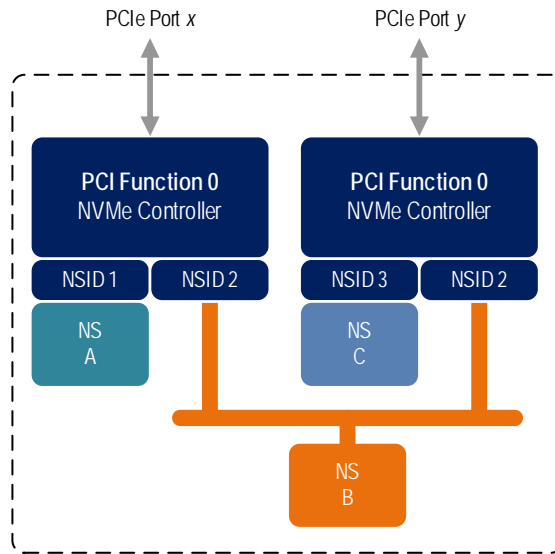 PCIe Port x
PCIe Port y
PCI Function 0
NVMe Controller
PCI Function 0
NVMe Controller
NSID 1
NSID 2
NSID 3
NSID 2
NS
A
NS
C
NS
B